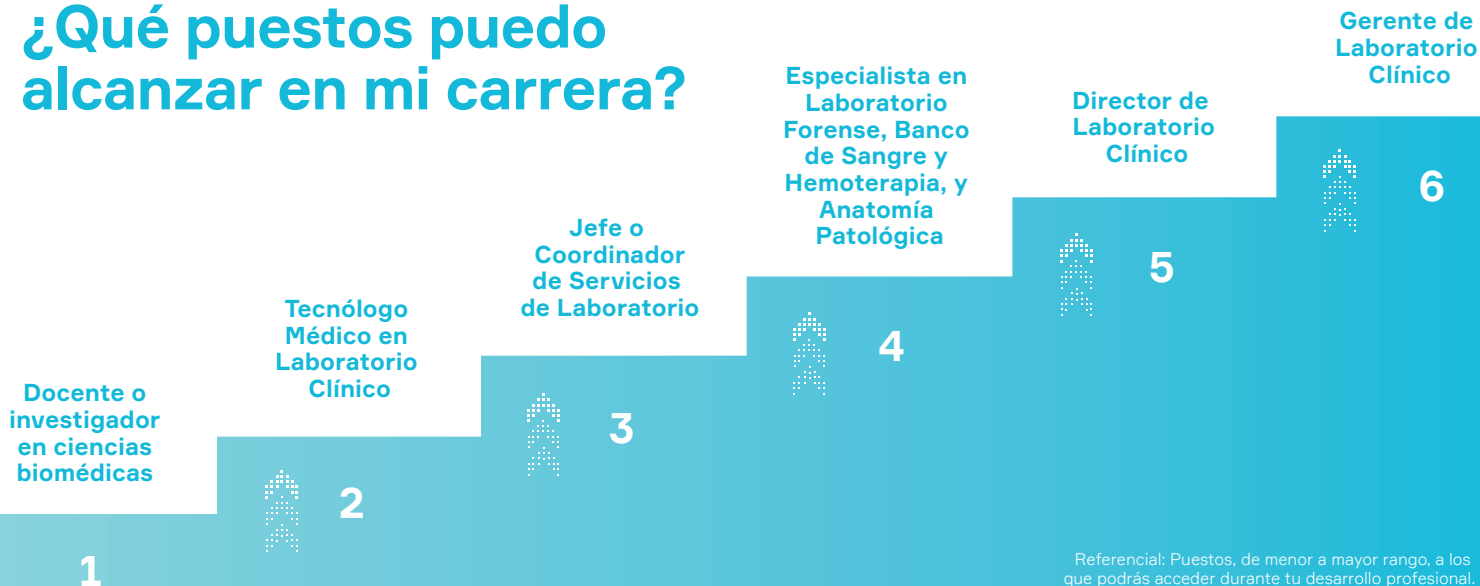 ¿Qué puestos puedo
alcanzar en mi carrera?
Docente o
investigador
en ciencias
biomédicas
1
Tecnólogo
Médico en
Laboratorio
Clínico
2
Jefe o
Coordinador
de Servicios
de Laboratorio
3
Especialista en
Laboratorio
Forense, Banco
de Sangre y
Hemoterapia, y
Anatomía
Patológica
4
Director de
Laboratorio
Clínico
5
Gerente de
Laboratorio
Clínico
6
Referencial: Puestos, de menor a mayor rango, a los
que podrás acceder durante tu desarrollo profesional.